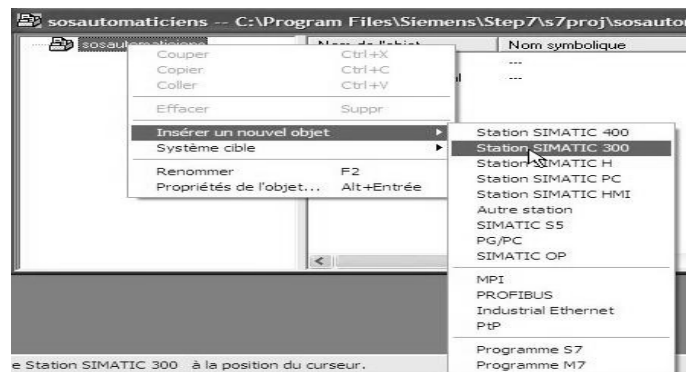 sosautomaticiens -- C:\Program Files\Siemens\Step7\s7proj\sosauto
sosautomaticiens
Nom de l'objet
Nom symbolique
---
---
Couper Ctrl+X
Copier Ctrl+C
Coller Ctrl+V
Effacer Suppr
Insérer un nouvel objet
Système cible
Renommer F2
Propriétés de l'objet... Alt+Entrée
Station SIMATIC 400
Station SIMATIC 300
Station SIMATIC H
Station SIMATIC PC
Station SIMATIC HMI
Autre station
SIMATIC S5
PG/PC
SIMATIC OP
MPI
PROFIBUS
Industrial Ethernet
PtP
Programme S7
Programme M7
e Station SIMATIC 300 à la position du curseur.